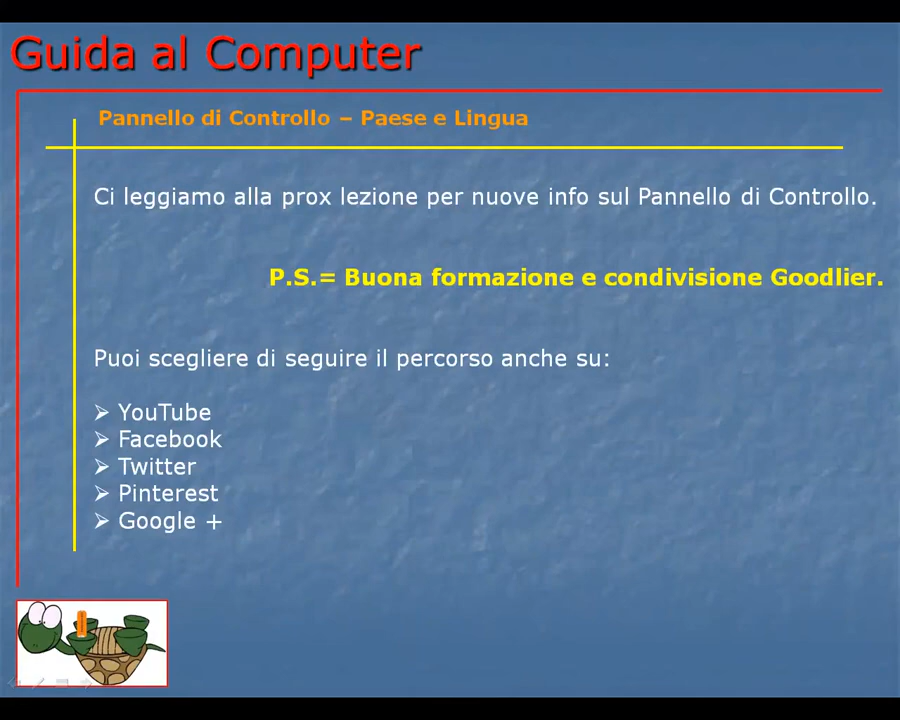 Guida al Computer
Pannello di Controllo – Paese e Lingua
Ci leggiamo alla prox lezione per nuove info sul Pannello di Controllo.
P.S.= Buona formazione e condivisione Goodlier.
Puoi scegliere di seguire il percorso anche su:
➢ YouTube
➢ Facebook
➢ Twitter
➢ Pinterest
➢ Google +